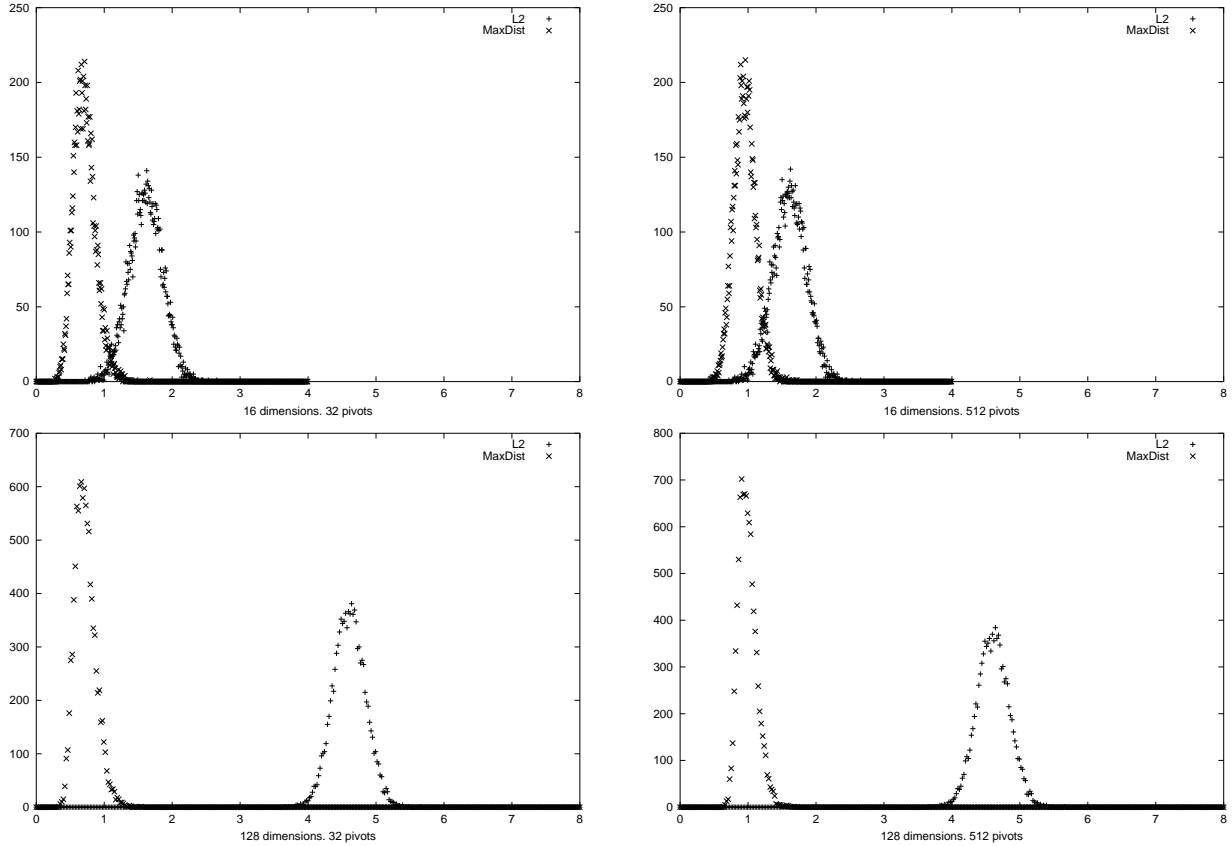 250
200
150
100
50
0
0 1 2 3 4 5 6 7 8
16 dimensions. 32 pivots
L2
MaxDist
250
200
150
100
50
0
0 1 2 3 4 5 6 7 8
16 dimensions. 512 pivots
L2
MaxDist
700
600
500
400
300
200
100
0
0 1 2 3 4 5 6 7 8
128 dimensions. 32 pivots
L2
MaxDist
800
700
600
500
400
300
200
100
0
0 1 2 3 4 5 6 7 8
128 dimensions. 512 pivots
L2
MaxDist